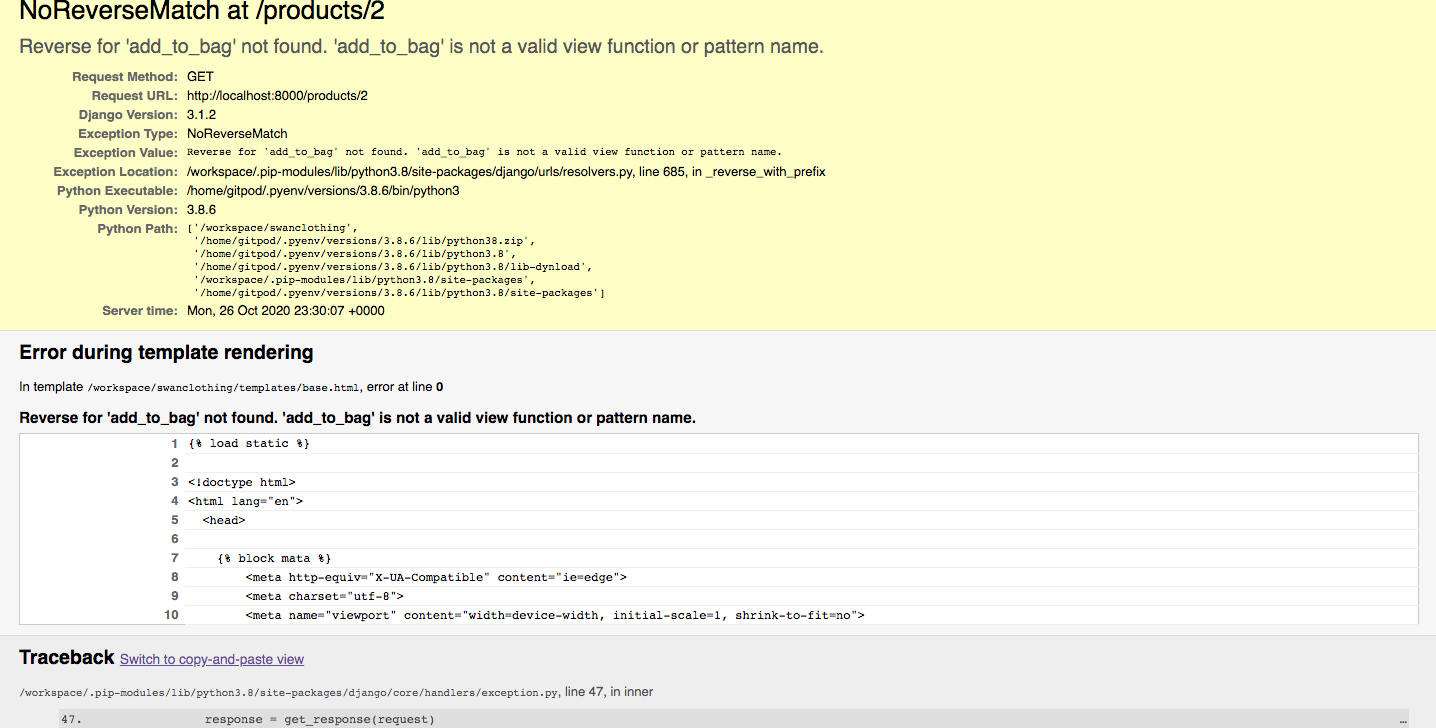 NoReverseMatch at /products/2
Reverse for 'add_to_bag' not found. 'add_to_bag' is not a valid view function or pattern name.
Request Method: GET
Request URL: http://localhost:8000/products/2
Django Version: 3.1.2
Exception Type: NoReverseMatch
Exception Value: Reverse for 'add_to_bag' not found. 'add_to_bag' is not a valid view function or pattern name.
Exception Location: /workspace/.pip-modules/lib/python3.8/site-packages/django/urls/resolvers.py, line 685, in _reverse_with_prefix
Python Executable: /home/gitpod/.pyenv/versions/3.8.6/bin/python3
Python Version: 3.8.6
Python Path: ['/workspace/swanclothing',
'/home/gitpod/.pyenv/versions/3.8.6/lib/python38.zip',
'/home/gitpod/.pyenv/versions/3.8.6/lib/python3.8',
'/home/gitpod/.pyenv/versions/3.8.6/lib/python3.8/lib-dynload',
'/workspace/.pip-modules/lib/python3.8/site-packages',
'/home/gitpod/.pyenv/versions/3.8.6/lib/python3.8/site-packages']
Server time: Mon, 26 Oct 2020 23:30:07 +0000
Error during template rendering
In template /workspace/swanclothing/templates/base.html, error at line 0
Reverse for 'add_to_bag' not found. 'add_to_bag' is not a valid view function or pattern name.
1 {% load static %}
2
3 <!doctype html>
4 <html lang="en">
5 <head>
6
7 {% block mata %}
8 <meta http-equiv="X-UA-Compatible" content="ie=edge">
9 <meta charset="utf-8">
10 <meta name="viewport" content="width=device-width, initial-scale=1, shrink-to-fit=no">
Traceback Switch to copy-and-paste view
/workspace/.pip-modules/lib/python3.8/site-packages/django/core/handlers/exception.py, line 47, in inner
47. response = get_response(request) …